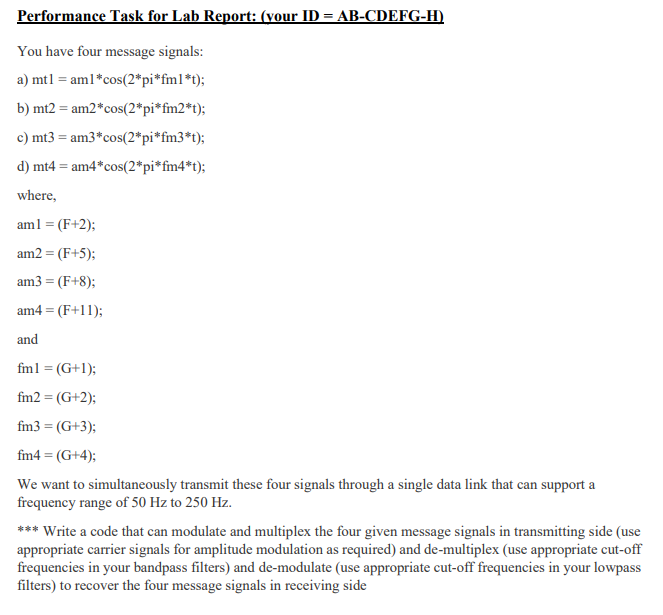 Performance Task for Lab Report: (your ID = AB-CDEFG-H)
You have four message signals:
a) mt1 = am1*cos(2*pi*fm1*t);
b) mt2 = am2*cos(2*pi*fm2*t);
c) mt3 = am3*cos(2*pi*fm3*t);
d) mt4 = am4*cos(2*pi*fm4*t);
where,
am1 = (F+2);
am2 = (F+5);
am3 = (F+8);
am4 = (F+11);
and
fm1 = (G+1);
fm2 = (G+2);
fm3 = (G+3);
fm4 = (G+4);
We want to simultaneously transmit these four signals through a single data link that can support a
frequency range of 50 Hz to 250 Hz.
*** Write a code that can modulate and multiplex the four given message signals in transmitting side (use
appropriate carrier signals for amplitude modulation as required) and de-multiplex (use appropriate cut-off
frequencies in your bandpass filters) and de-modulate (use appropriate cut-off frequencies in your lowpass
filters) to recover the four message signals in receiving side